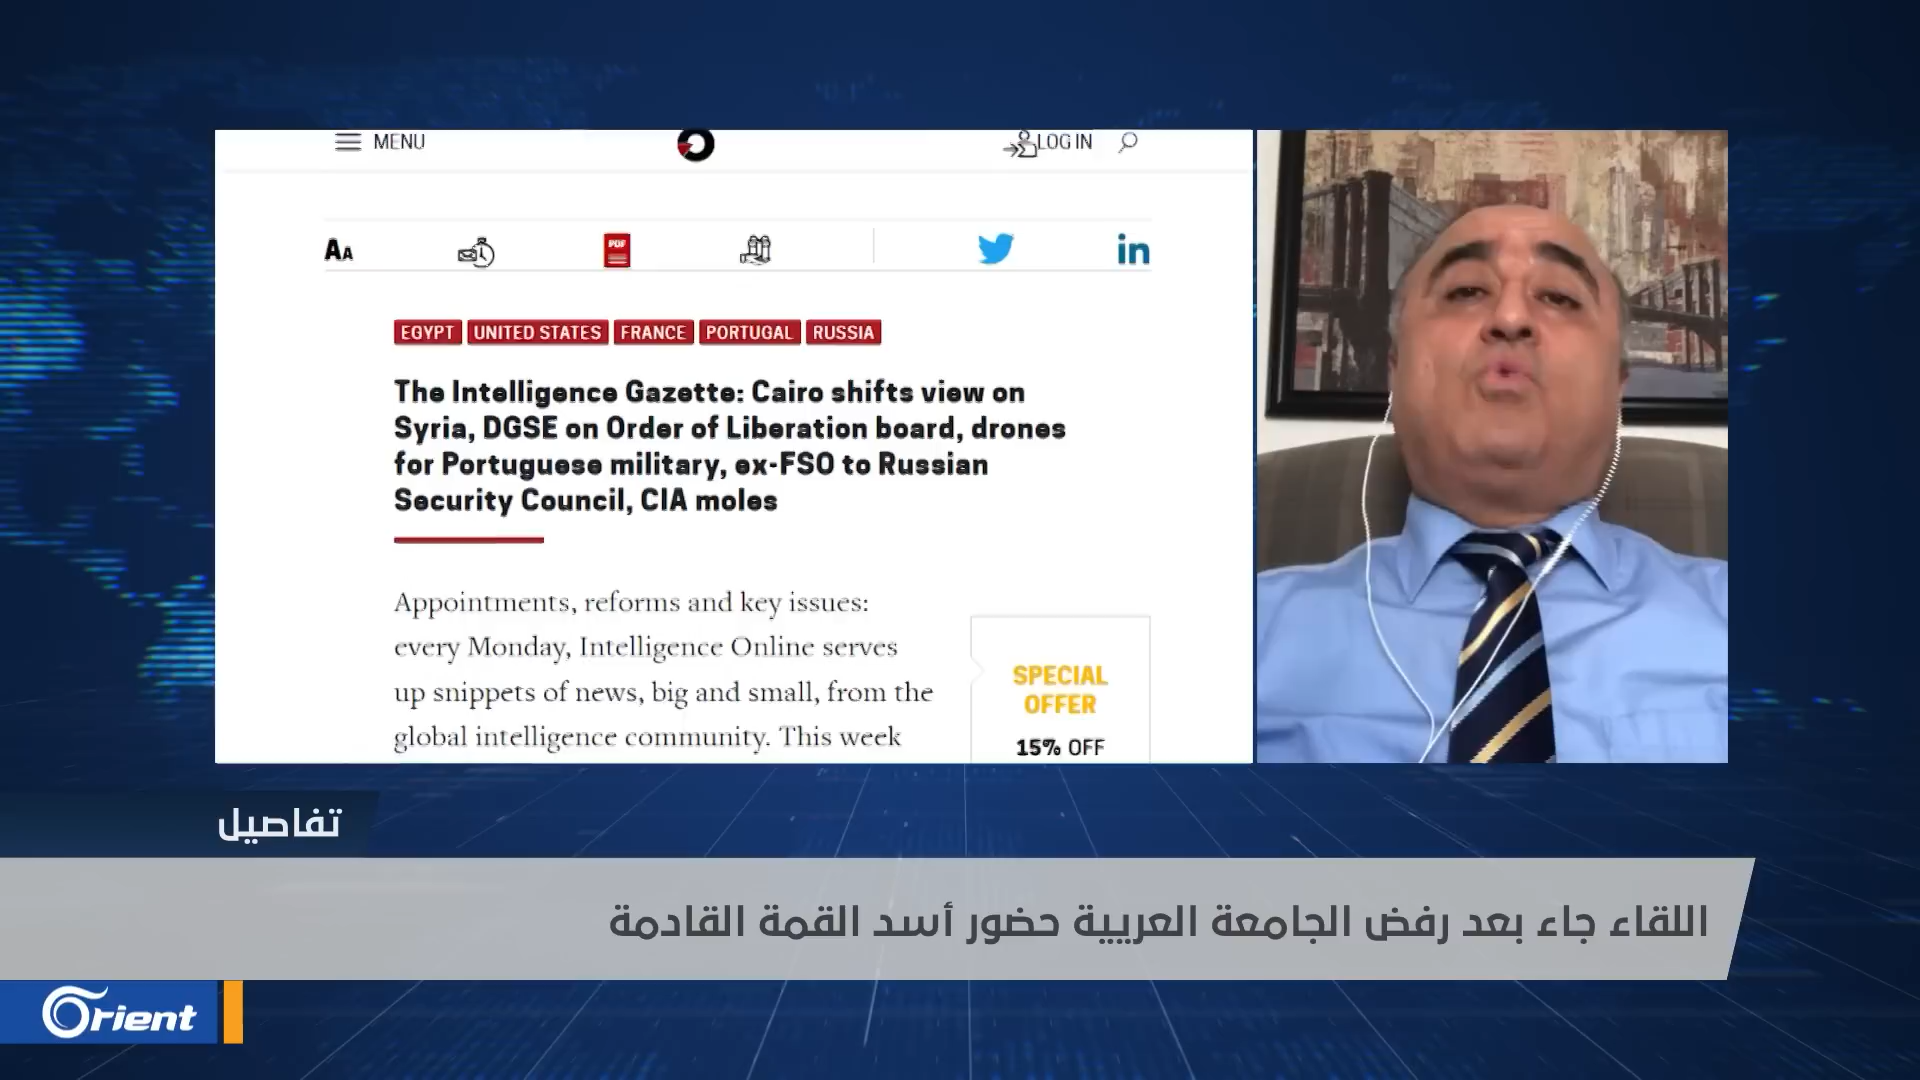 MENU
LOG IN
AA
PDF
in
EGYPT UNITED STATES FRANCE PORTUGAL RUSSIA
The Intelligence Gazette: Cairo shifts view on
Syria, DGSE on Order of Liberation board, drones
for Portuguese military, ex-FSO to Russian
Security Council, CIA moles
Appointments, reforms and key issues:
every Monday, Intelligence Online serves
up snippets of news, big and small, from the
global intelligence community. This week
SPECIAL
OFFER
15% OFF
تفاصيل
اللقاء جاء بعد رفض الجامعة العربية حضور أسد القمة القادمة
Orient